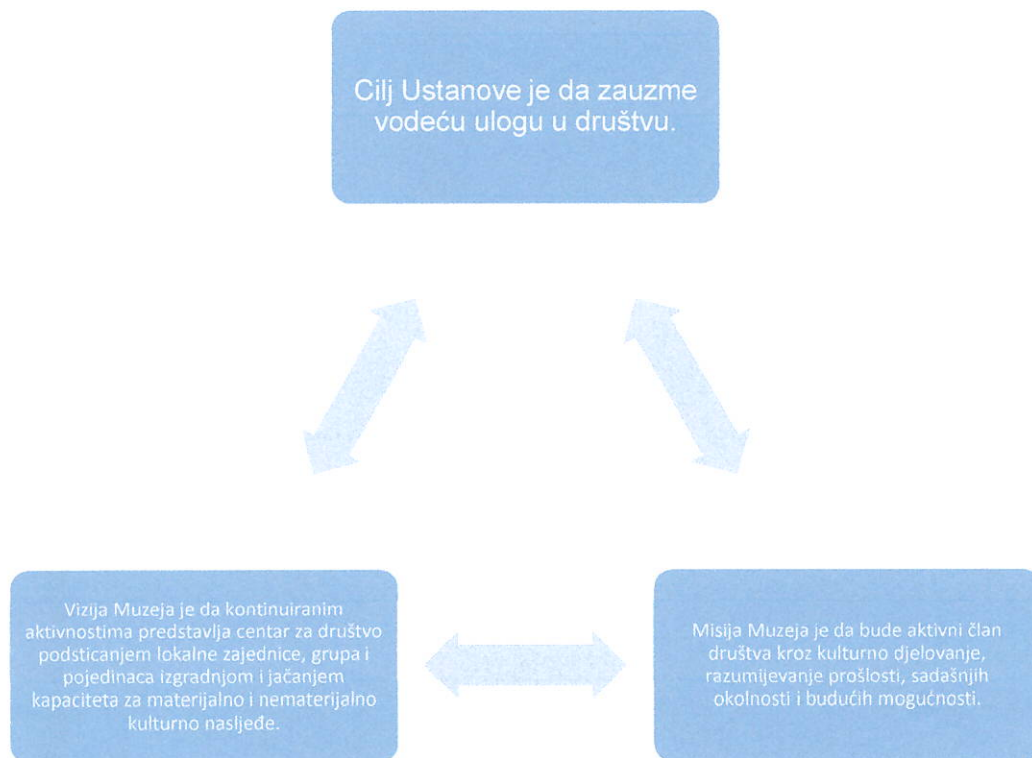 Cilj Ustanove je da zauzme
vodeću ulogu u društvu.
Vizija Muzeja je da kontinuiranim
aktivnostima predstavlja centar za društvo
podsticanjem lokalne zajednice, grupa i
pojedinaca izgradnjom i jačanjem
kapaciteta za materijalno i nematerijalno
kulturno nasljeđe.
Misija Muzeja je da bude aktivni član
društva kroz kulturno djelovanje,
razumijevanje prošlosti, sadašnjih
okolnosti i budućih mogućnosti.